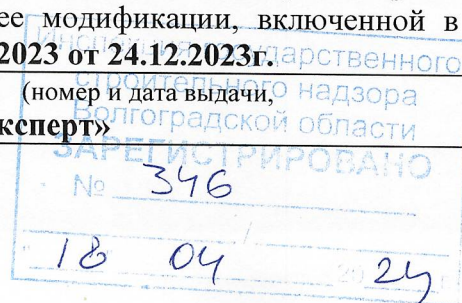 ее модификации, включенной в
Инспекция государственного
2023 от 24.12.2023г.
строительного надзора
(номер и дата выдачи,
Волгоградской области
ксперт»
ЗАРЕГИСТРИРОВАНО
№ 346
18 04 2024